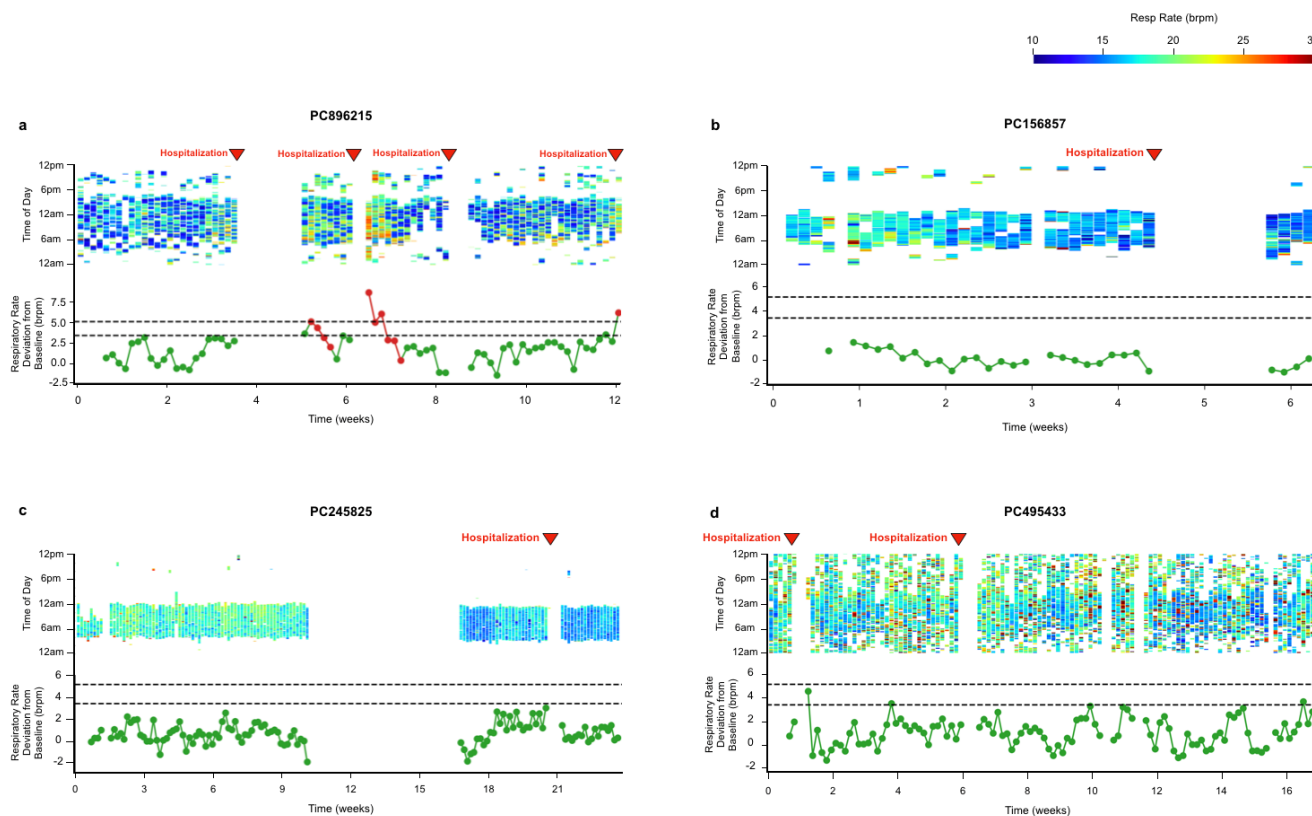 Resp Rate (brpm)
10 15 20 25 3
a
PC896215
Hospitalization Hospitalization Hospitalization Hospitalization
12pm
6pm
12am
6am
12am
Time of Day
7.5
5.0
2.5
0.0
-2.5
Respiratory Rate
Deviation from
Baseline (brpm)
0 2 4 6 8 10 12
Time (weeks)
b
PC156857
Hospitalization
12pm
6pm
12am
6am
12am
Time of Day
6
4
2
0
-2
Respiratory Rate
Deviation from
Baseline (brpm)
0 1 2 3 4 5 6
Time (weeks)
c
PC245825
Hospitalization
12pm
6pm
12am
6am
12am
Time of Day
6
4
2
0
-2
Respiratory Rate
Deviation from
Baseline (brpm)
0 3 6 9 12 15 18 21
Time (weeks)
d
PC495433
Hospitalization Hospitalization
12pm
6pm
12am
6am
12am
Time of Day
6
4
2
0
-2
Respiratory Rate
Deviation from
Baseline (brpm)
0 2 4 6 8 10 12 14 16
Time (weeks)